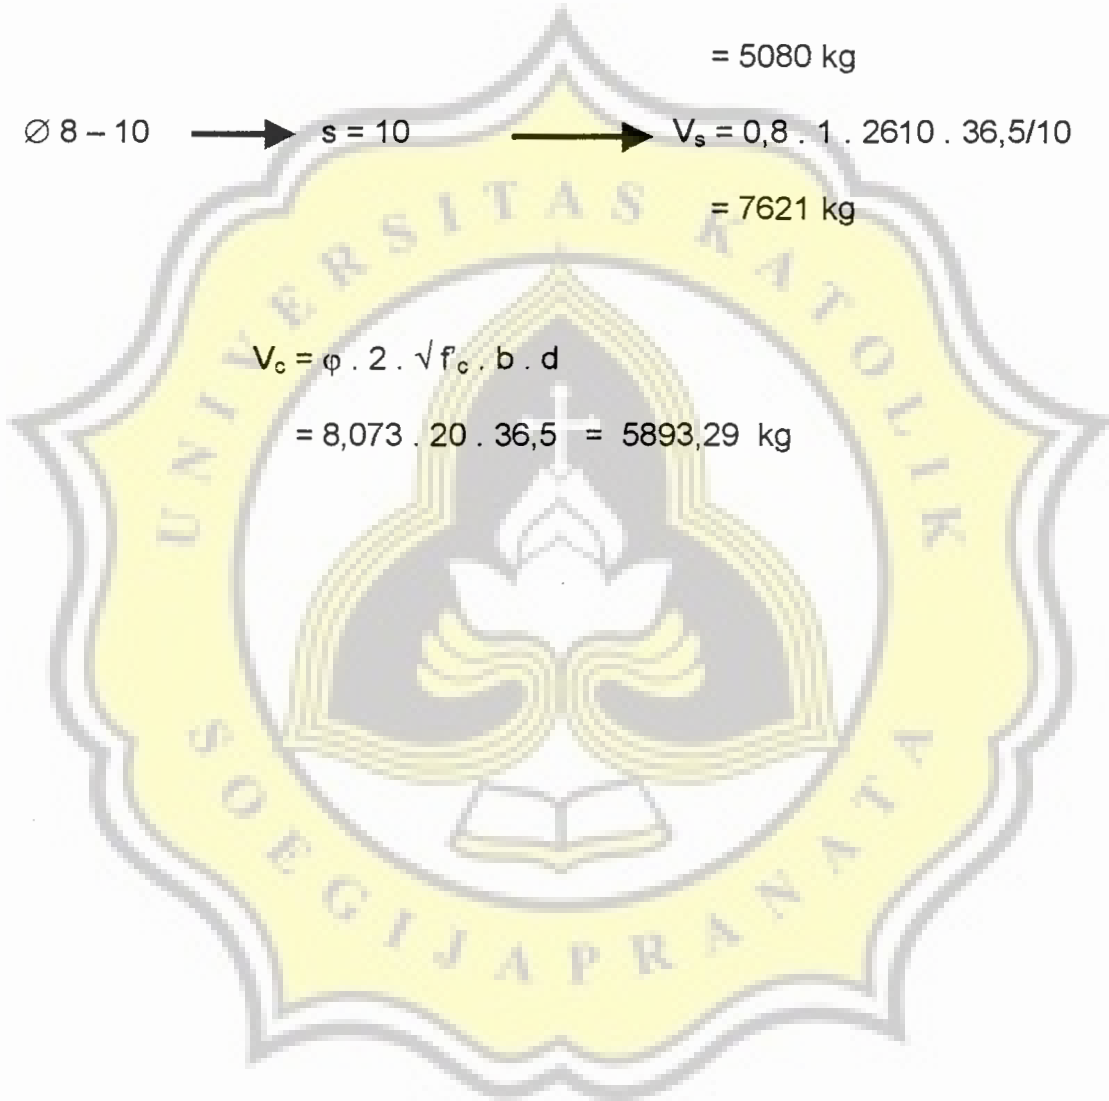 = 5080 kg
∅ 8 – 10 → s = 10 → Vₛ = 0,8 . 1 . 2610 . 36,5/10
= 7621 kg
V꜀ = φ . 2 . √ f'꜀ . b . d
= 8,073 . 20 . 36,5 = 5893,29 kg
UNIVERSITAS KATOLIK
SOEGIJAPRANATA